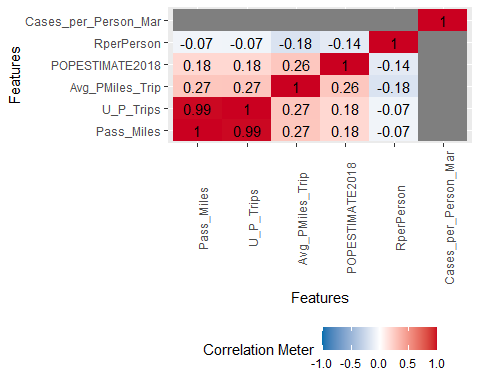 Features
Cases_per_Person_Mar 1
RperPerson -0.07 -0.07 -0.18 -0.14 1
POPESTIMATE2018 0.18 0.18 0.26 1 -0.14
Avg_PMiles_Trip 0.27 0.27 1 0.26 -0.18
U_P_Trips 0.99 1 0.27 0.18 -0.07
Pass_Miles 1 0.99 0.27 0.18 -0.07
Pass_Miles
U_P_Trips
Avg_PMiles_Trip
POPESTIMATE2018
RperPerson
Cases_per_Person_Mar
Features
Correlation Meter
-1.0 -0.5 0.0 0.5 1.0